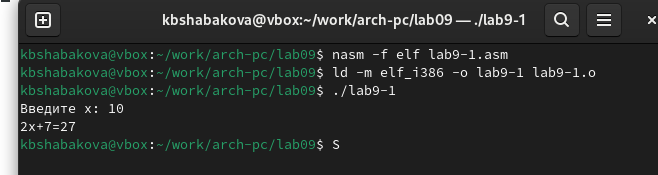 kbshabakova@vbox:~/work/arch-pc/lab09 — ./lab9-1
kbshabakova@vbox:~/work/arch-pc/lab09$ nasm -f elf lab9-1.asm
kbshabakova@vbox:~/work/arch-pc/lab09$ ld -m elf_i386 -o lab9-1 lab9-1.o
kbshabakova@vbox:~/work/arch-pc/lab09$ ./lab9-1
Введите x: 10
2x+7=27
kbshabakova@vbox:~/work/arch-pc/lab09$ S